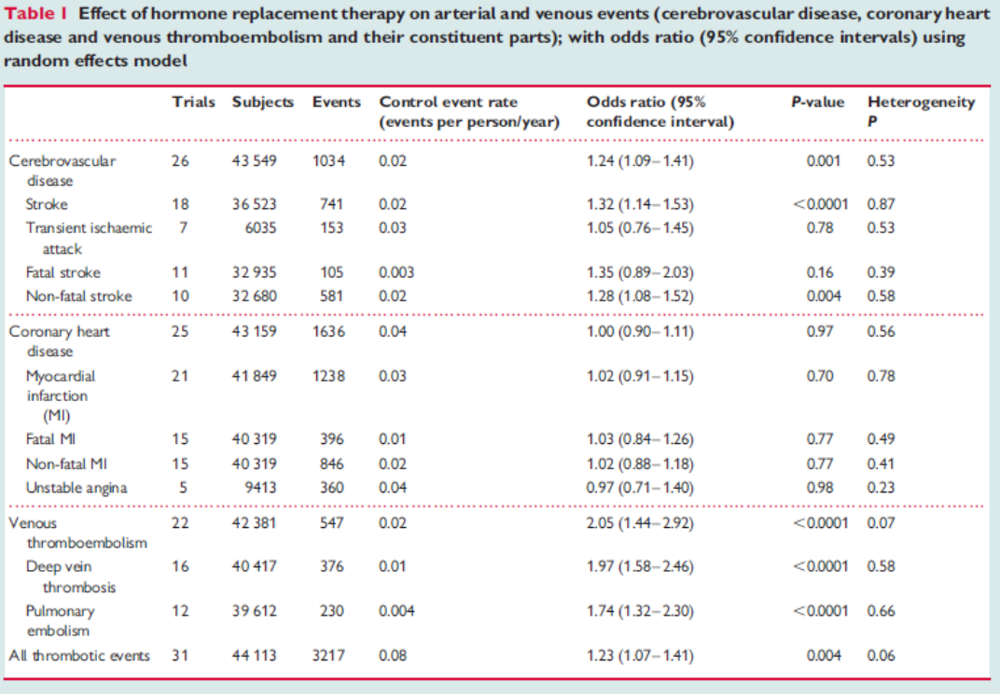 Table 1 Effect of hormone replacement therapy on arterial and venous events (cerebrovascular disease, coronary heart
disease and venous thromboembolism and their constituent parts); with odds ratio (95% confidence intervals) using
random effects model
Trials Subjects Events Control event rate Odds ratio (95% P-value Heterogeneity
(events per person/year) confidence interval) P
Cerebrovascular 26 43 549 1034 0.02 1.24 (1.09–1.41) 0.001 0.53
disease
Stroke 18 36 523 741 0.02 1.32 (1.14–1.53) <0.0001 0.87
Transient ischaemic 7 6035 153 0.03 1.05 (0.76–1.45) 0.78 0.53
attack
Fatal stroke 11 32 935 105 0.003 1.35 (0.89–2.03) 0.16 0.39
Non-fatal stroke 10 32 680 581 0.02 1.28 (1.08–1.52) 0.004 0.58
Coronary heart 25 43 159 1636 0.04 1.00 (0.90–1.11) 0.97 0.56
disease
Myocardial 21 41 849 1238 0.03 1.02 (0.91–1.15) 0.70 0.78
infarction
(MI)
Fatal MI 15 40 319 396 0.01 1.03 (0.84–1.26) 0.77 0.49
Non-fatal MI 15 40 319 846 0.02 1.02 (0.88–1.18) 0.77 0.41
Unstable angina 5 9413 360 0.04 0.97 (0.71–1.40) 0.98 0.23
Venous 22 42 381 547 0.02 2.05 (1.44–2.92) <0.0001 0.07
thromboembolism
Deep vein 16 40 417 376 0.01 1.97 (1.58–2.46) <0.0001 0.58
thrombosis
Pulmonary 12 39 612 230 0.004 1.74 (1.32–2.30) <0.0001 0.66
embolism
All thrombotic events 31 44 113 3217 0.08 1.23 (1.07–1.41) 0.004 0.06